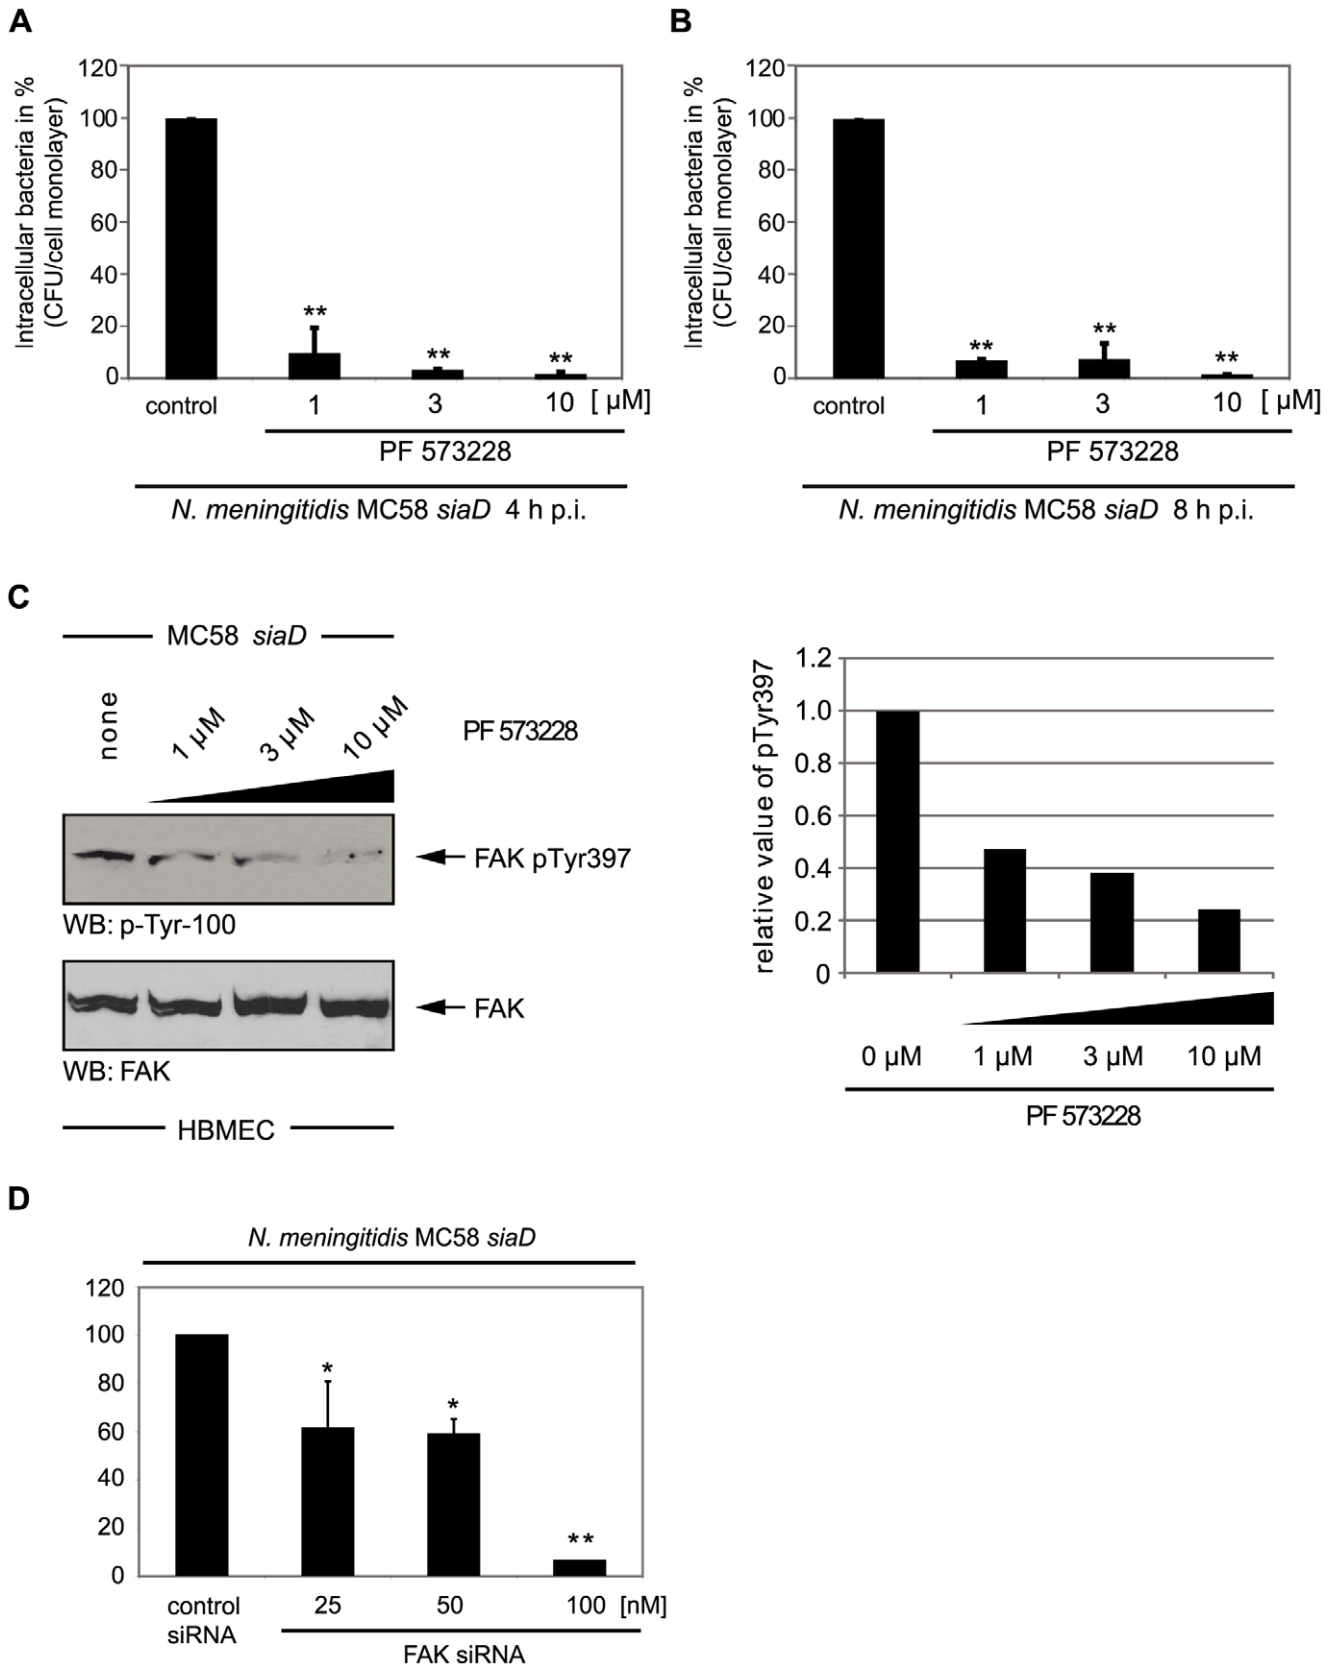 A
Intracellular bacteria in %
(CFU/cell monolayer)
120
100
80
60
40
20
0
**
**
**
control 1 3 10 [ µM]
PF 573228
N. meningitidis MC58 siaD 4 h p.i.
B
Intracellular bacteria in %
(CFU/cell monolayer)
120
100
80
60
40
20
0
**
**
**
control 1 3 10 [ µM]
PF 573228
N. meningitidis MC58 siaD 8 h p.i.
C
MC58 siaD
none 1 µM 3 µM 10 µM PF 573228
FAK pTyr397
WB: p-Tyr-100
FAK
WB: FAK
HBMEC
relative value of pTyr397
1.2
1.0
0.8
0.6
0.4
0.2
0
0 µM 1 µM 3 µM 10 µM
PF 573228
D
N. meningitidis MC58 siaD
120
100
80
60
40
20
0
*
*
**
control 25 50 100 [nM]
siRNA
FAK siRNA